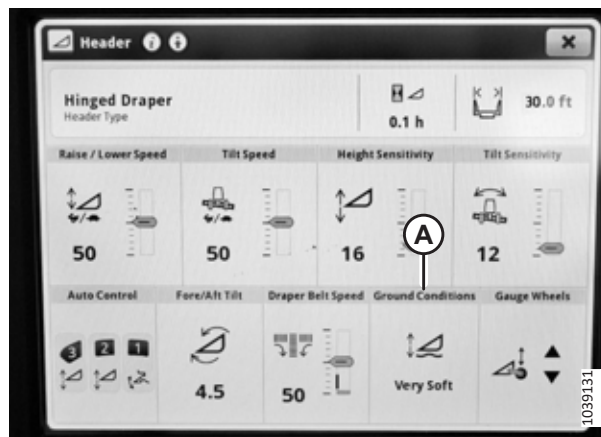 Header
Hinged Draper
Header Type
0.1 h
30.0 ft
Raise / Lower Speed
Tilt Speed
Height Sensitivity
Tilt Sensitivity
50
50
16
12
A
Auto Control
Fore/Aft Tilt
Draper Belt Speed
Ground Conditions
Gauge Wheels
3 2 1
4.5
50
Very Soft
1039131